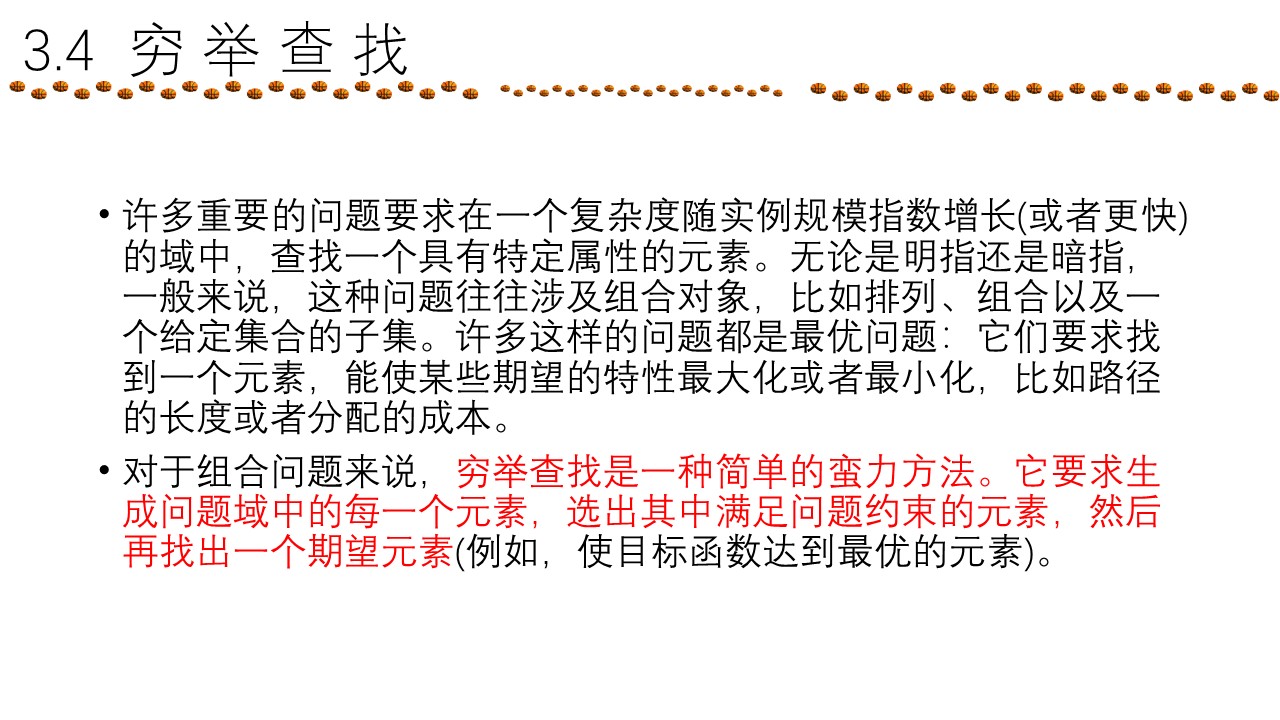 3.4 穷 举 查 找
• 许多重要的问题要求在一个复杂度随实例规模指数增长(或者更快)
的域中，查找一个具有特定属性的元素。无论是明指还是暗指，
一般来说，这种问题往往涉及组合对象，比如排列、组合以及一
个给定集合的子集。许多这样的问题都是最优问题：它们要求找
到一个元素，能使某些期望的特性最大化或者最小化，比如路径
的长度或者分配的成本。
• 对于组合问题来说，穷举查找是一种简单的蛮力方法。它要求生
成问题域中的每一个元素，选出其中满足问题约束的元素，然后
再找出一个期望元素(例如，使目标函数达到最优的元素)。